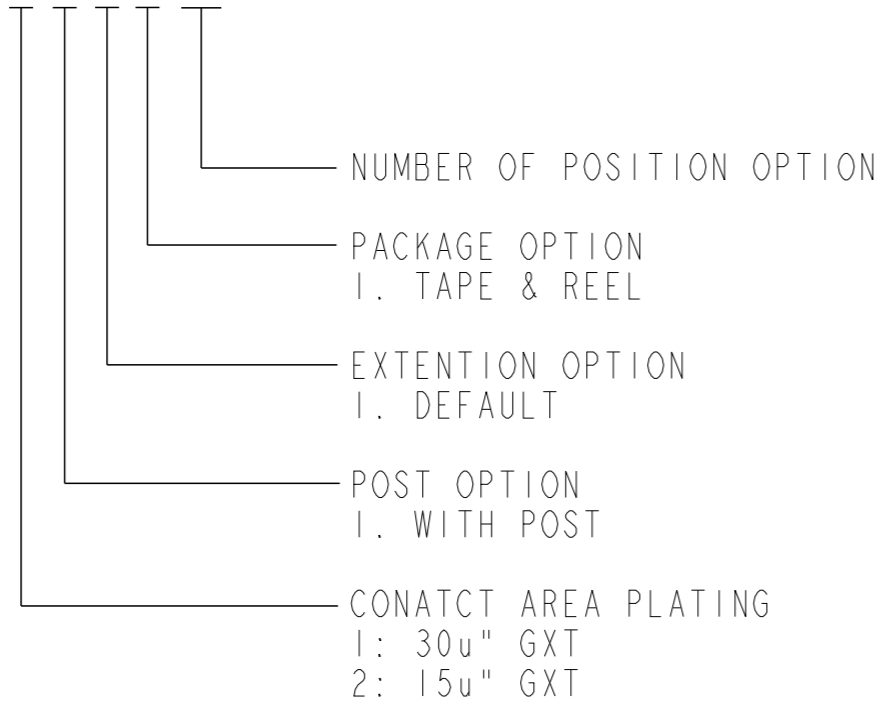 NUMBER OF POSITION OPTION
PACKAGE OPTION
1. TAPE & REEL
EXTENTION OPTION
1. DEFAULT
POST OPTION
1. WITH POST
CONATCT AREA PLATING
1: 30u" GXT
2: 15u" GXT